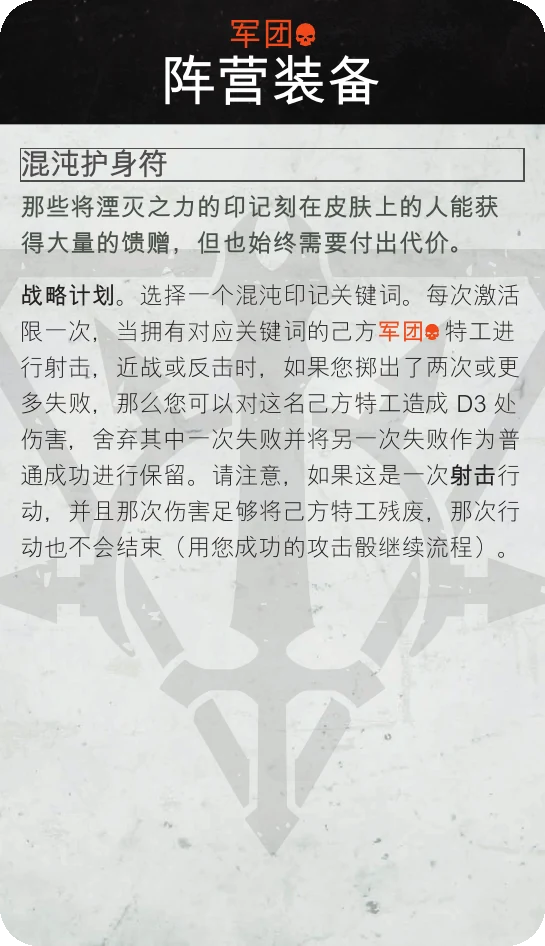 军团
阵营装备
混沌护身符
那些将湮灭之力的印记刻在皮肤上的人能获
得大量的馈赠，但也始终需要付出代价。
战略计划。选择一个混沌印记关键词。每次激活
限一次，当拥有对应关键词的己方军团特工进
行射击，近战或反击时，如果您掷出了两次或更
多失败，那么您可以对这名己方特工造成 D3 处
伤害，舍弃其中一次失败并将另一次失败作为普
通成功进行保留。请注意，如果这是一次射击行
动，并且那次伤害足够将己方特工残废，那次行
动也不会结束（用您成功的攻击骰继续流程）。